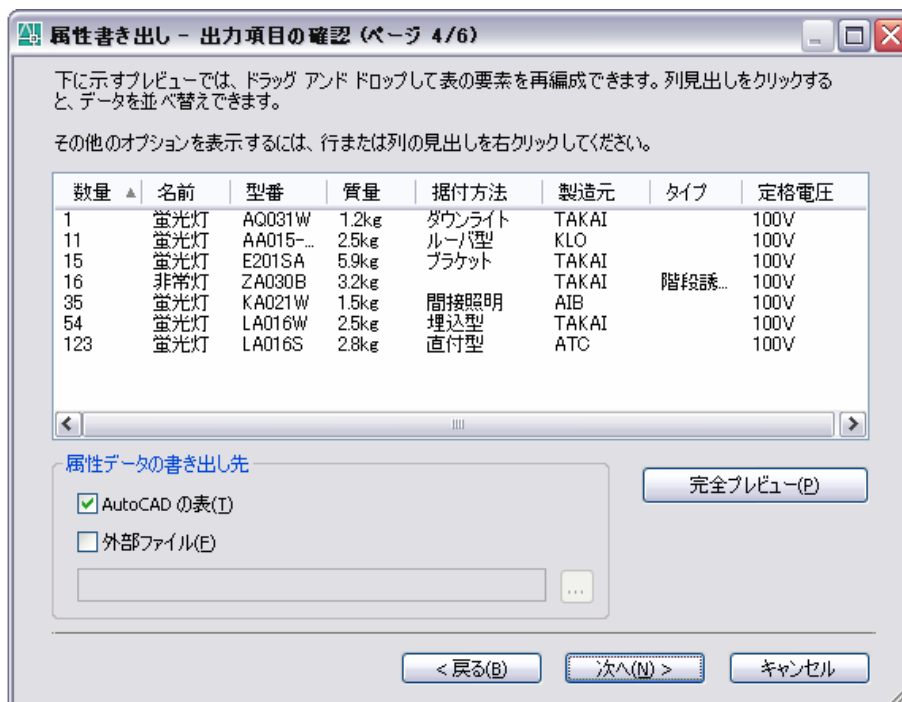 属性書き出し - 出力項目の確認 (ページ 4/6)
下に示すプレビューでは、ドラッグ アンド ドロップして表の要素を再編成できます。列見出しをクリックする
と、データを並べ替えできます。
その他のオプションを表示するには、行または列の見出しを右クリックしてください。
数量 名前 型番 質量 据付方法 製造元 タイプ 定格電圧
1 蛍光灯 AQ031W 1.2kg ダウンライト TAKAI 100V
11 蛍光灯 AA015-... 2.5kg ルーバ型 KLO 100V
15 蛍光灯 E201SA 5.9kg ブラケット TAKAI 100V
16 非常灯 ZA030B 3.2kg TAKAI 階段誘... 100V
35 蛍光灯 KA021W 1.5kg 間接照明 AIB 100V
54 蛍光灯 LA016W 2.5kg 埋込型 TAKAI 100V
123 蛍光灯 LA016S 2.8kg 直付型 ATC 100V
属性データの書き出し先
AutoCAD の表(T)
外部ファイル(F)
...
完全プレビュー(P)
< 戻る(B) 次へ(N) > キャンセル